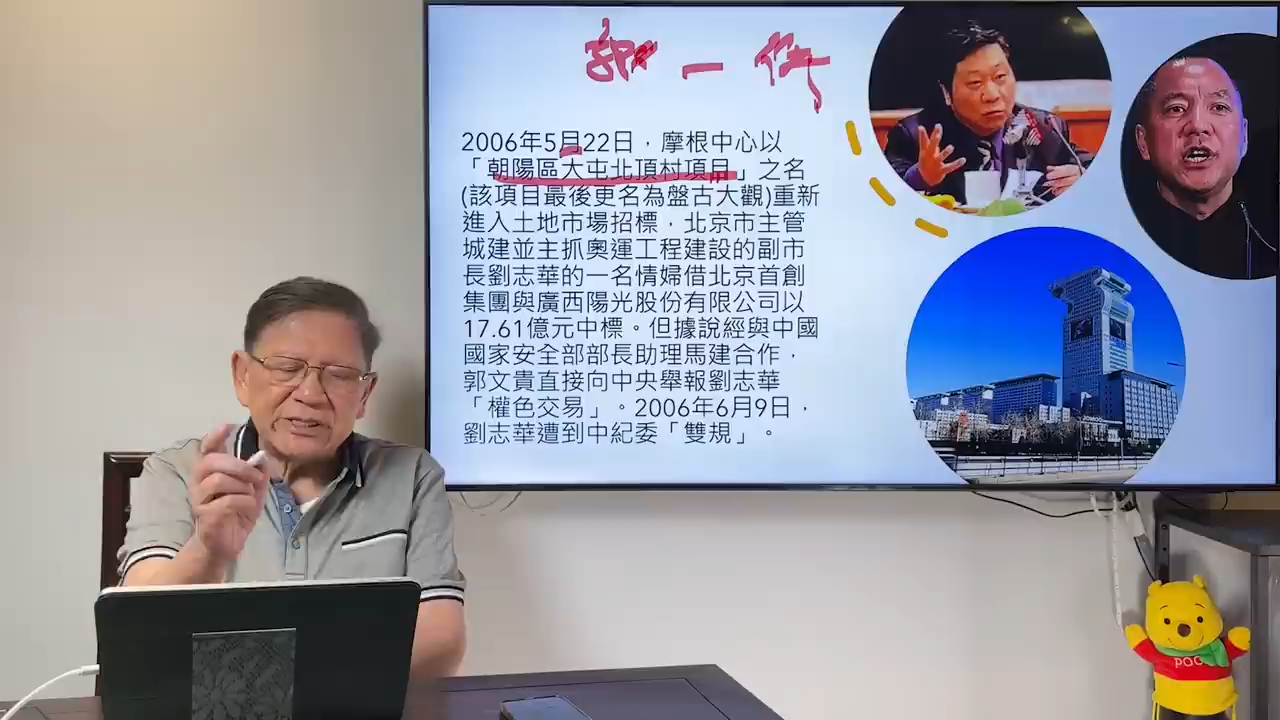 2006年5月22日，摩根中心以
「朝陽區大屯北頂村項目」之名
(該項目最後更名為盤古大觀)重新
進入土地市場招標，北京市主管
城建並主抓奧運工程建設的副市
長劉志華的一名情婦借北京首創
集團與廣西陽光股份有限公司以
17.61億元中標。但據說經與中國
國家安全部部長助理馬建合作，
郭文貴直接向中央舉報劉志華
「權色交易」。2006年6月9日，
劉志華遭到中紀委「雙規」。
POO